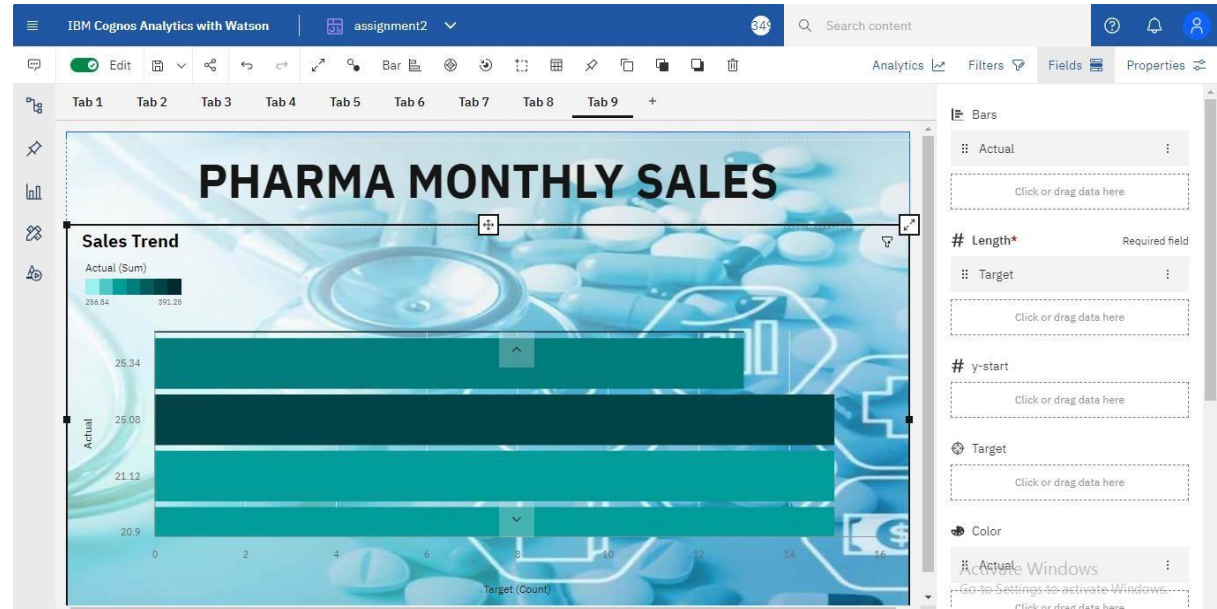 IBM Cognos Analytics with Watson
assignment2
349
Search content
Edit
Bar
Analytics
Filters
Fields
Properties
Tab 1 Tab 2 Tab 3 Tab 4 Tab 5 Tab 6 Tab 7 Tab 8 Tab 9 +
PHARMA MONTHLY SALES
Sales Trend
Actual (Sum)
256.84 391.25
25.34
25.08
21.12
20.9
Actual
0 2 4 6 8 10 12 14 16
Target (Count)
Bars
Actual
Click or drag data here
# Length* Required field
Target
Click or drag data here
# y-start
Click or drag data here
Target
Click or drag data here
Color
Actual
Click or drag data here
Activate Windows
Go to Settings to activate Windows.